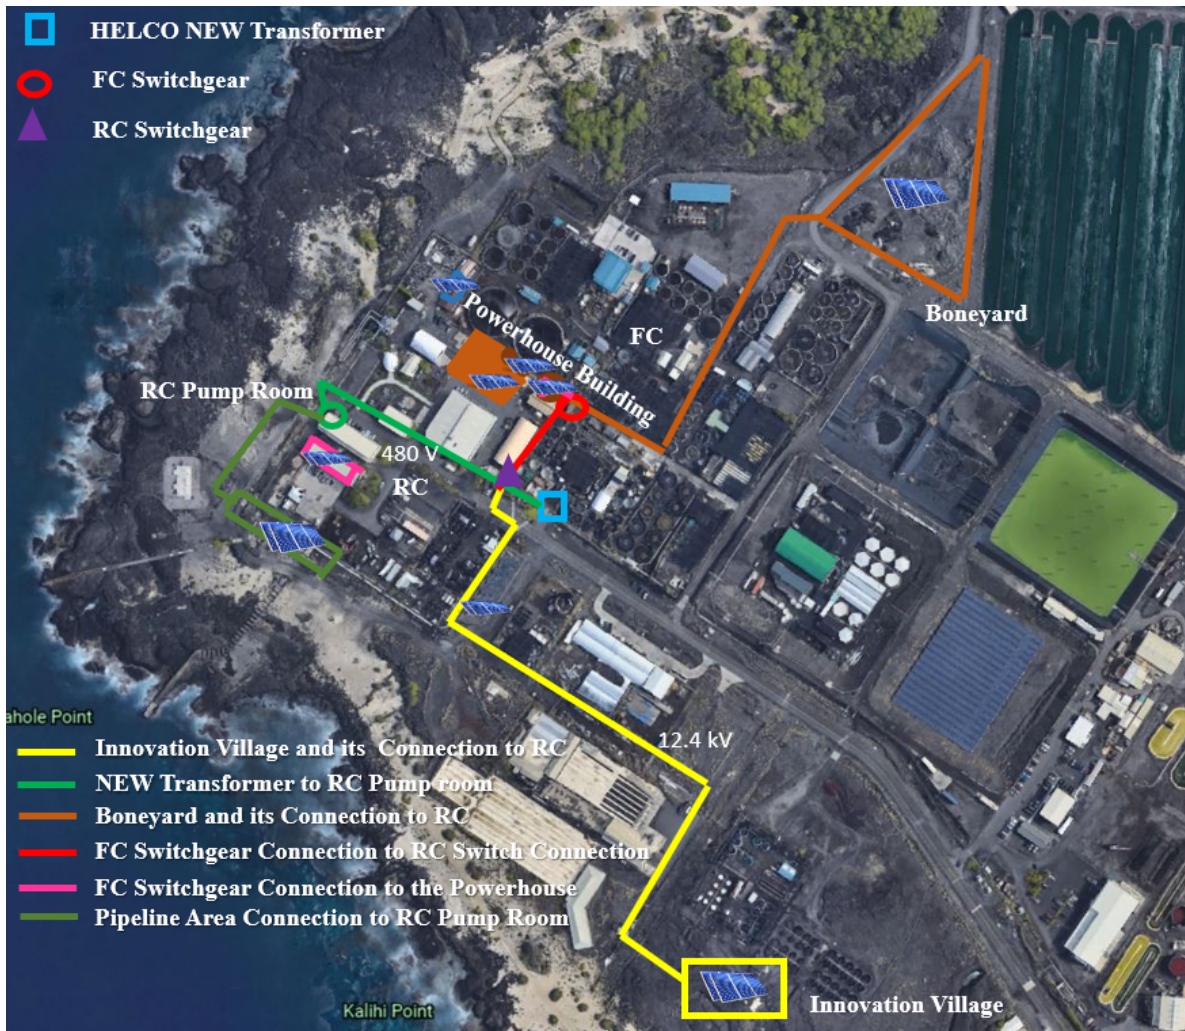 HELCO NEW Transformer
FC Switchgear
RC Switchgear
Boneyard
Powerhouse Building
FC
RC Pump Room
480 V
RC
ahole Point
12.4 kV
Innovation Village and its Connection to RC
NEW Transformer to RC Pump room
Boneyard and its Connection to RC
FC Switchgear Connection to RC Switch Connection
FC Switchgear Connection to the Powerhouse
Pipeline Area Connection to RC Pump Room
Innovation Village
Kalihi Point